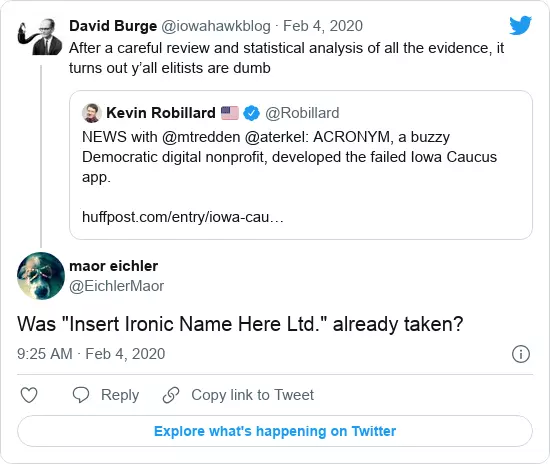 David Burge @iowahawkblog · Feb 4, 2020
After a careful review and statistical analysis of all the evidence, it
turns out y’all elitists are dumb
Kevin Robillard 🇺🇸 @Robillard
NEWS with @mtredden @aterkel: ACRONYM, a buzzy
Democratic digital nonprofit, developed the failed Iowa Caucus
app.
huffpost.com/entry/iowa-cau…
maor eichler
@EichlerMaor
Was "Insert Ironic Name Here Ltd." already taken?
9:25 AM · Feb 4, 2020
Reply
Copy link to Tweet
Explore what's happening on Twitter